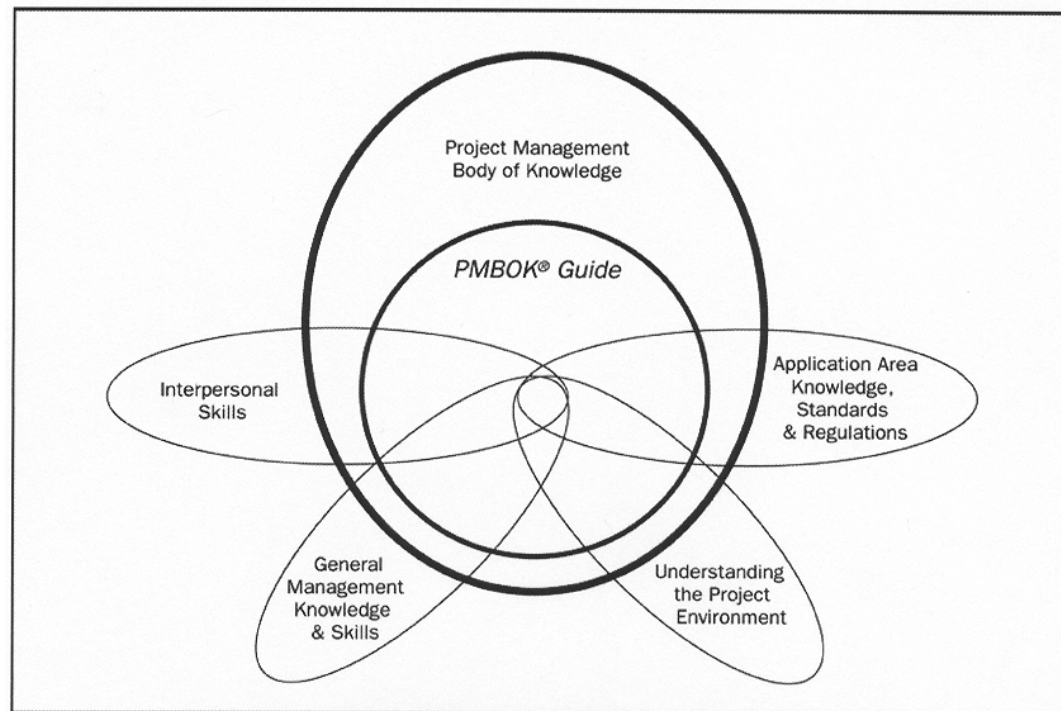 Project Management
Body of Knowledge
PMBOK® Guide
Interpersonal
Skills
Application Area
Knowledge,
Standards
& Regulations
General
Management
Knowledge
& Skills
Understanding
the Project
Environment